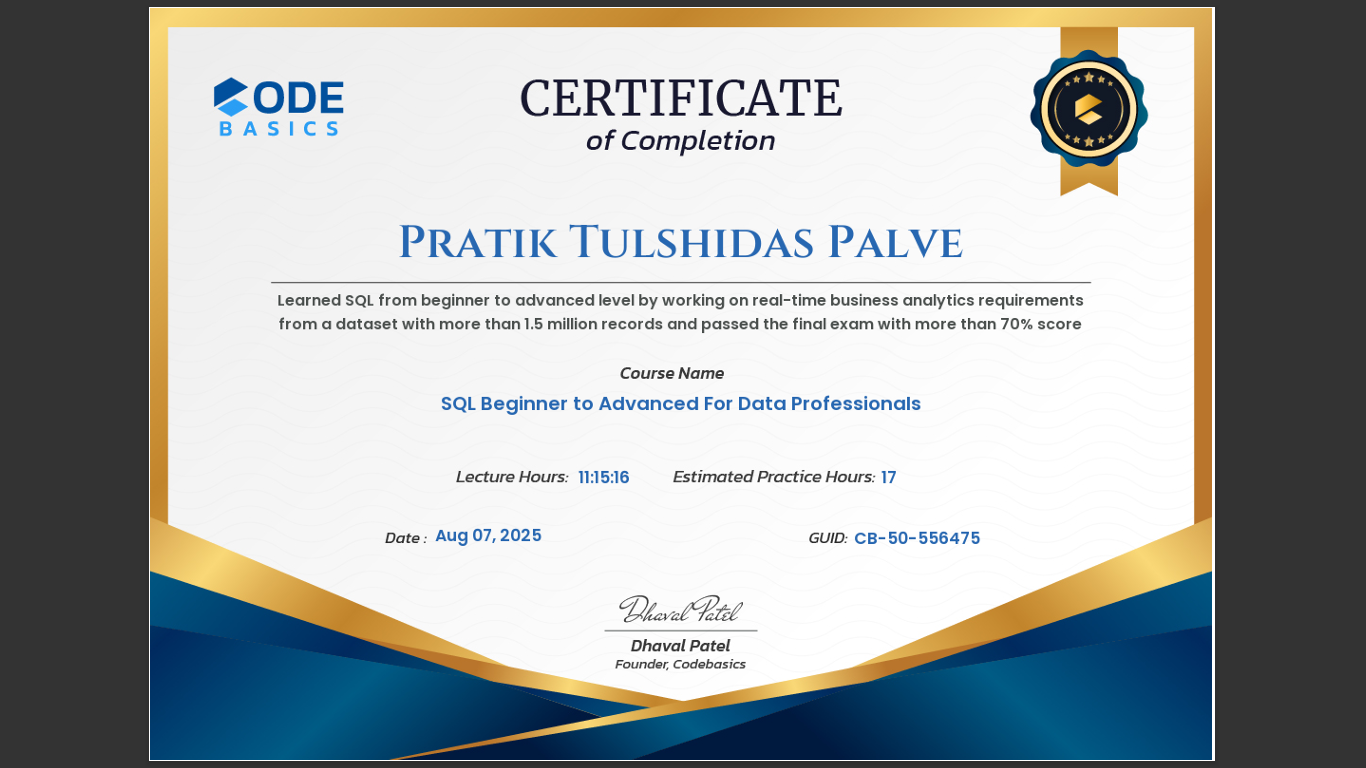 CODE
BASICS
CERTIFICATE
of Completion
Pratik Tulshidas Palve
Learned SQL from beginner to advanced level by working on real-time business analytics requirements
from a dataset with more than 1.5 million records and passed the final exam with more than 70% score
Course Name
SQL Beginner to Advanced For Data Professionals
Lecture Hours: 11:15:16 Estimated Practice Hours: 17
Date : Aug 07, 2025 GUID: CB-50-556475
Dhaval Patel
Dhaval Patel
Founder, Codebasics